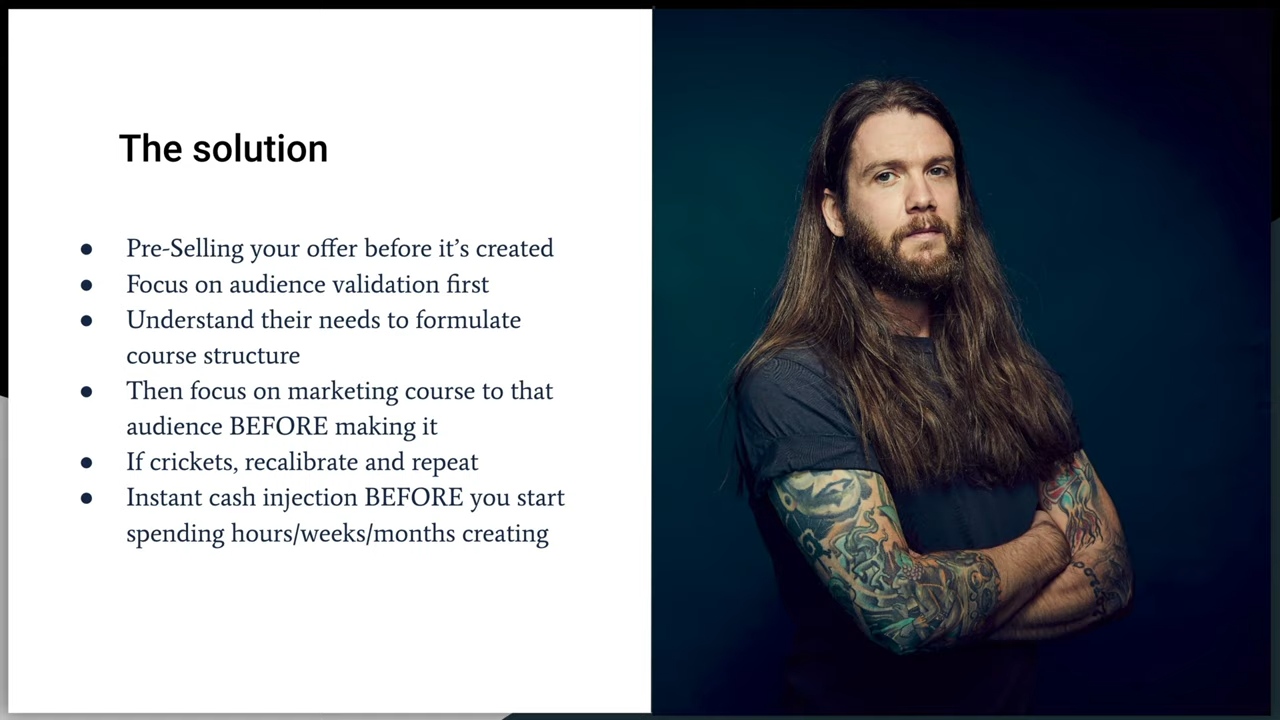 The solution
● Pre-Selling your offer before it’s created
● Focus on audience validation first
● Understand their needs to formulate
course structure
● Then focus on marketing course to that
audience BEFORE making it
● If crickets, recalibrate and repeat
● Instant cash injection BEFORE you start
spending hours/weeks/months creating